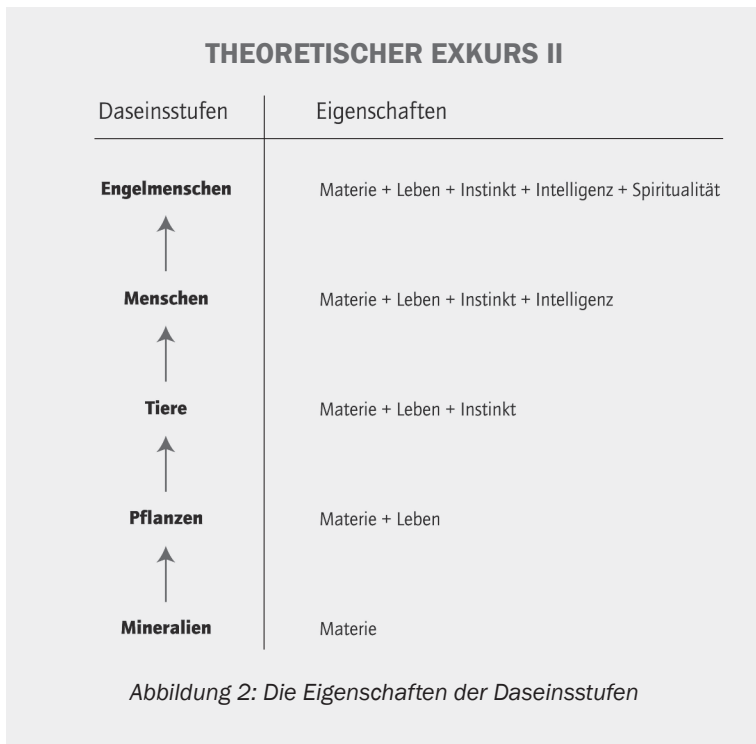 THEORETISCHER EXKURS II
Daseinsstufen Eigenschaften
Engelmenschen Materie + Leben + Instinkt + Intelligenz + Spiritualität
Menschen Materie + Leben + Instinkt + Intelligenz
Tiere Materie + Leben + Instinkt
Pflanzen Materie + Leben
Mineralien Materie
Abbildung 2: Die Eigenschaften der Daseinsstufen